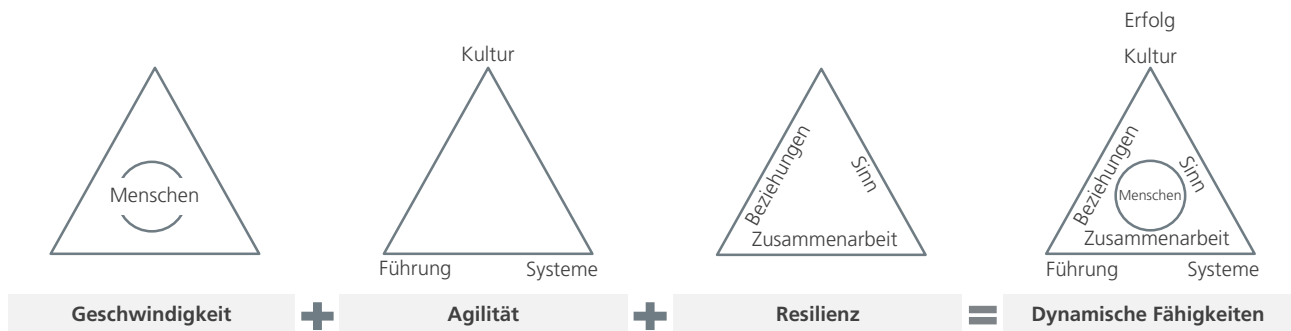 Menschen
Geschwindigkeit
+
Kultur
Führung
Systeme
Agilität
+
Beziehungen
Sinn
Zusammenarbeit
Resilienz
=
Erfolg
Kultur
Beziehungen
Sinn
Menschen
Zusammenarbeit
Führung
Systeme
Dynamische Fähigkeiten